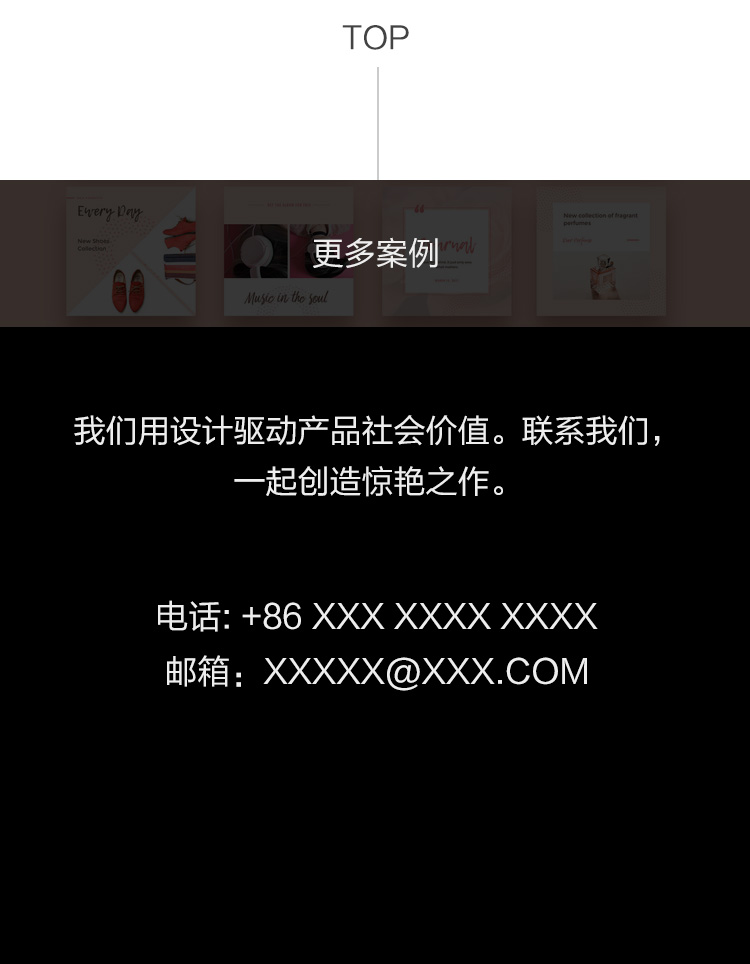 TOP
Every Day
New Shoes
Collection
Music in the soul
更多案例
New collection of fragrant
perfumes
我们用设计驱动产品社会价值。联系我们，
一起创造惊艳之作。
电话: +86 XXX XXXX XXXX
邮箱：XXXXX@XXX.COM